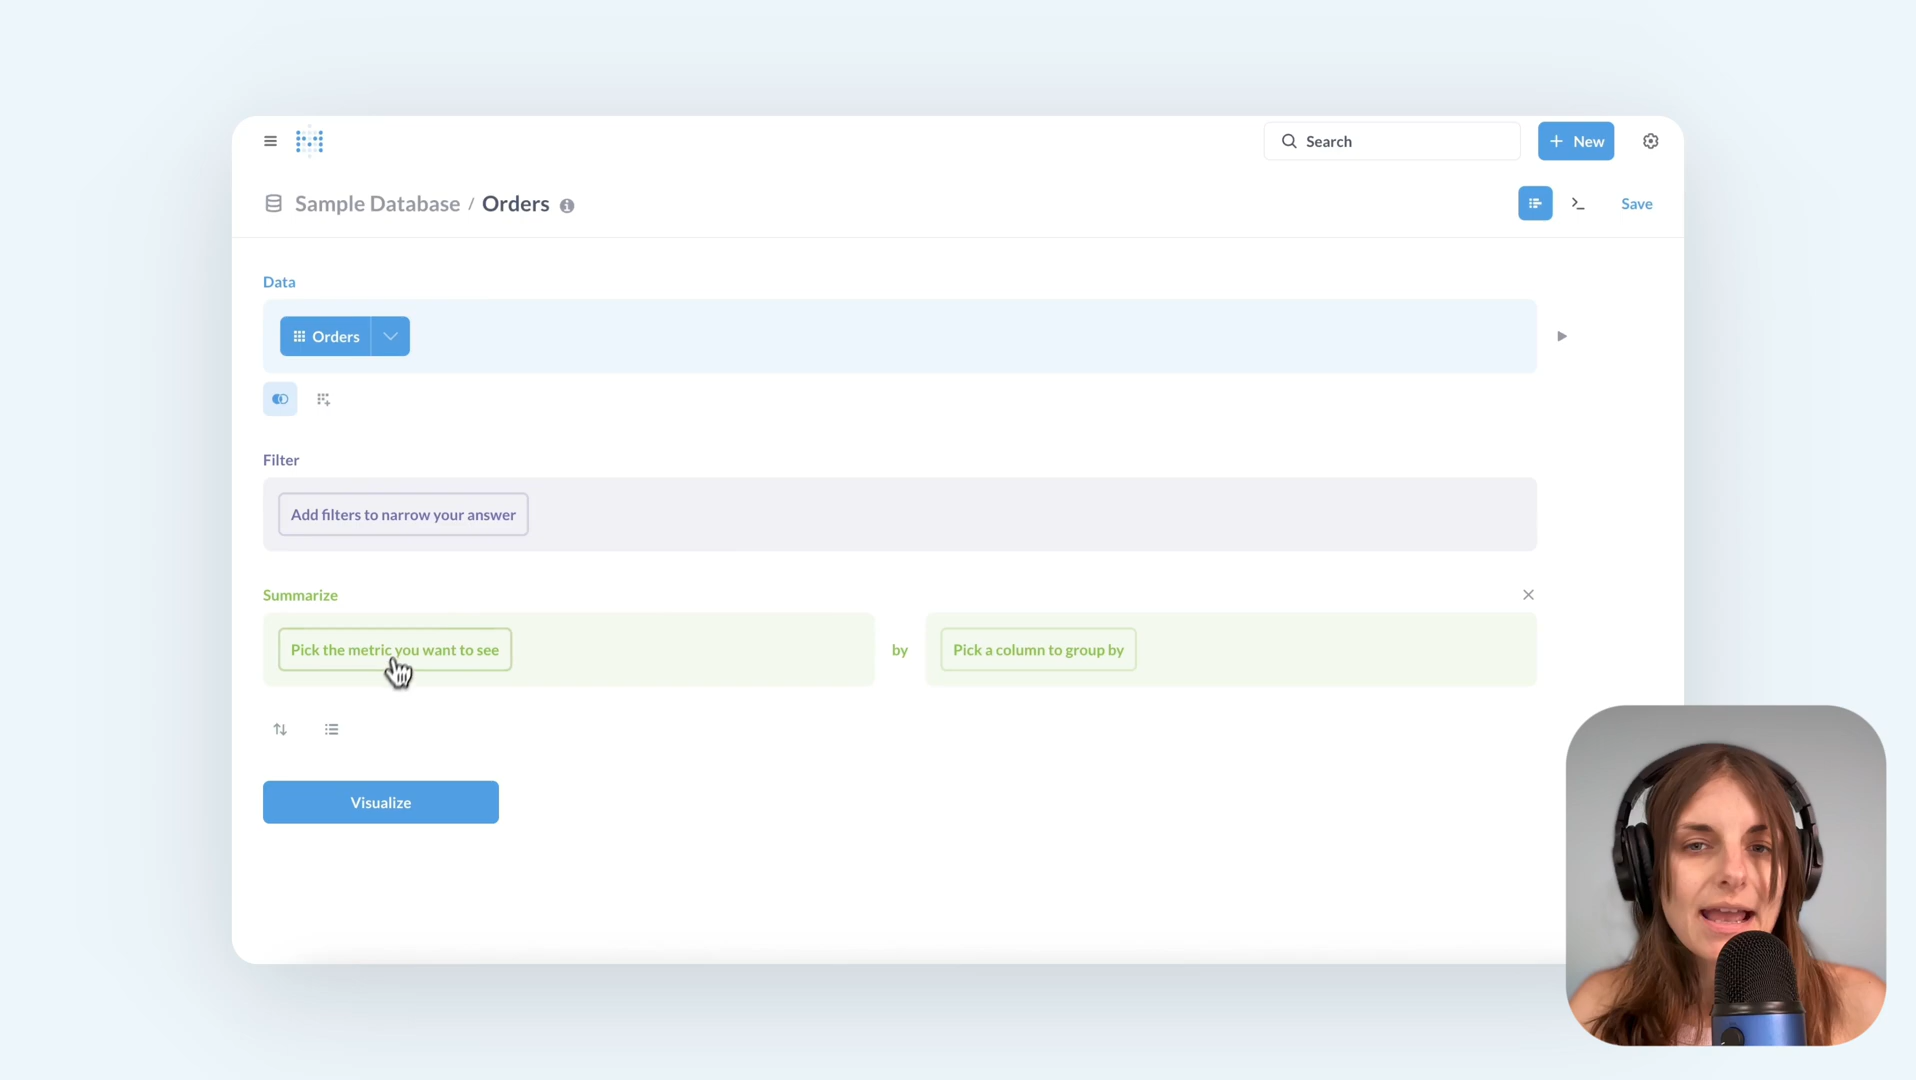 Search
New
Sample Database / Orders
Save
Data
Orders
Filter
Add filters to narrow your answer
Summarize
Pick the metric you want to see
by
Pick a column to group by
Visualize